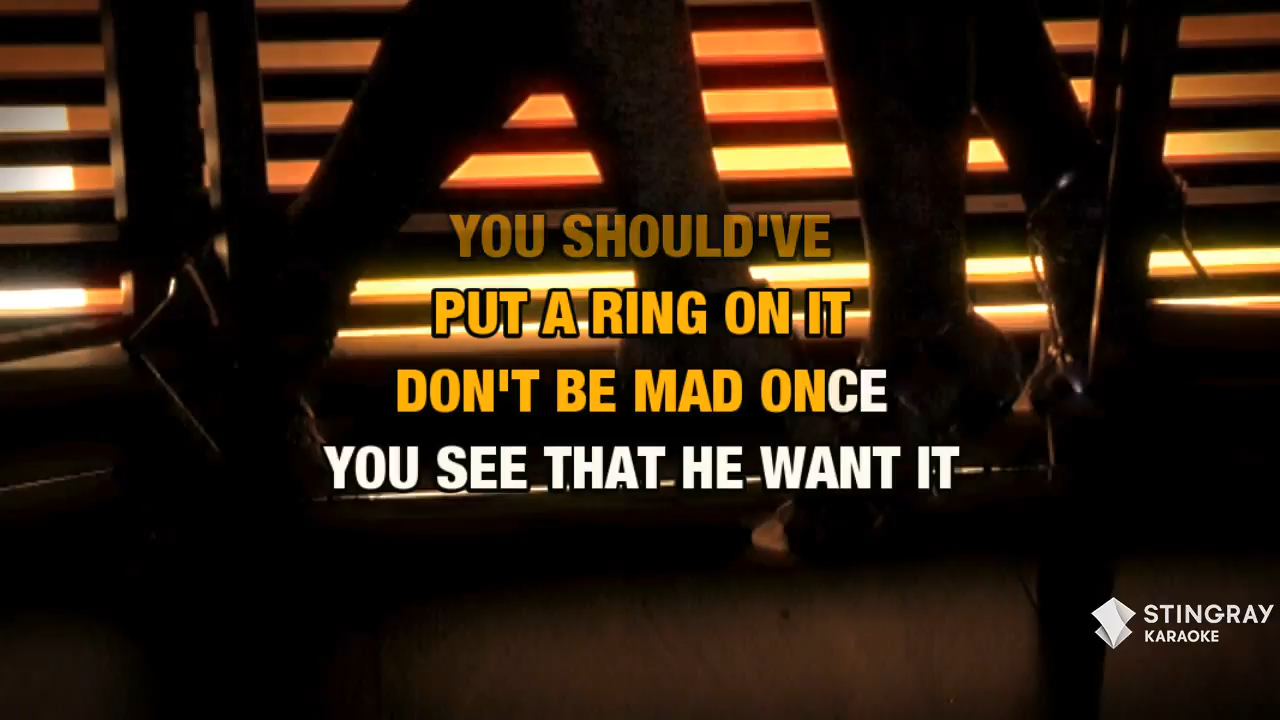 YOU SHOULD'VE
PUT A RING ON IT
DON'T BE MAD ONCE
YOU SEE THAT HE WANT IT
STINGRAY
KARAOKE